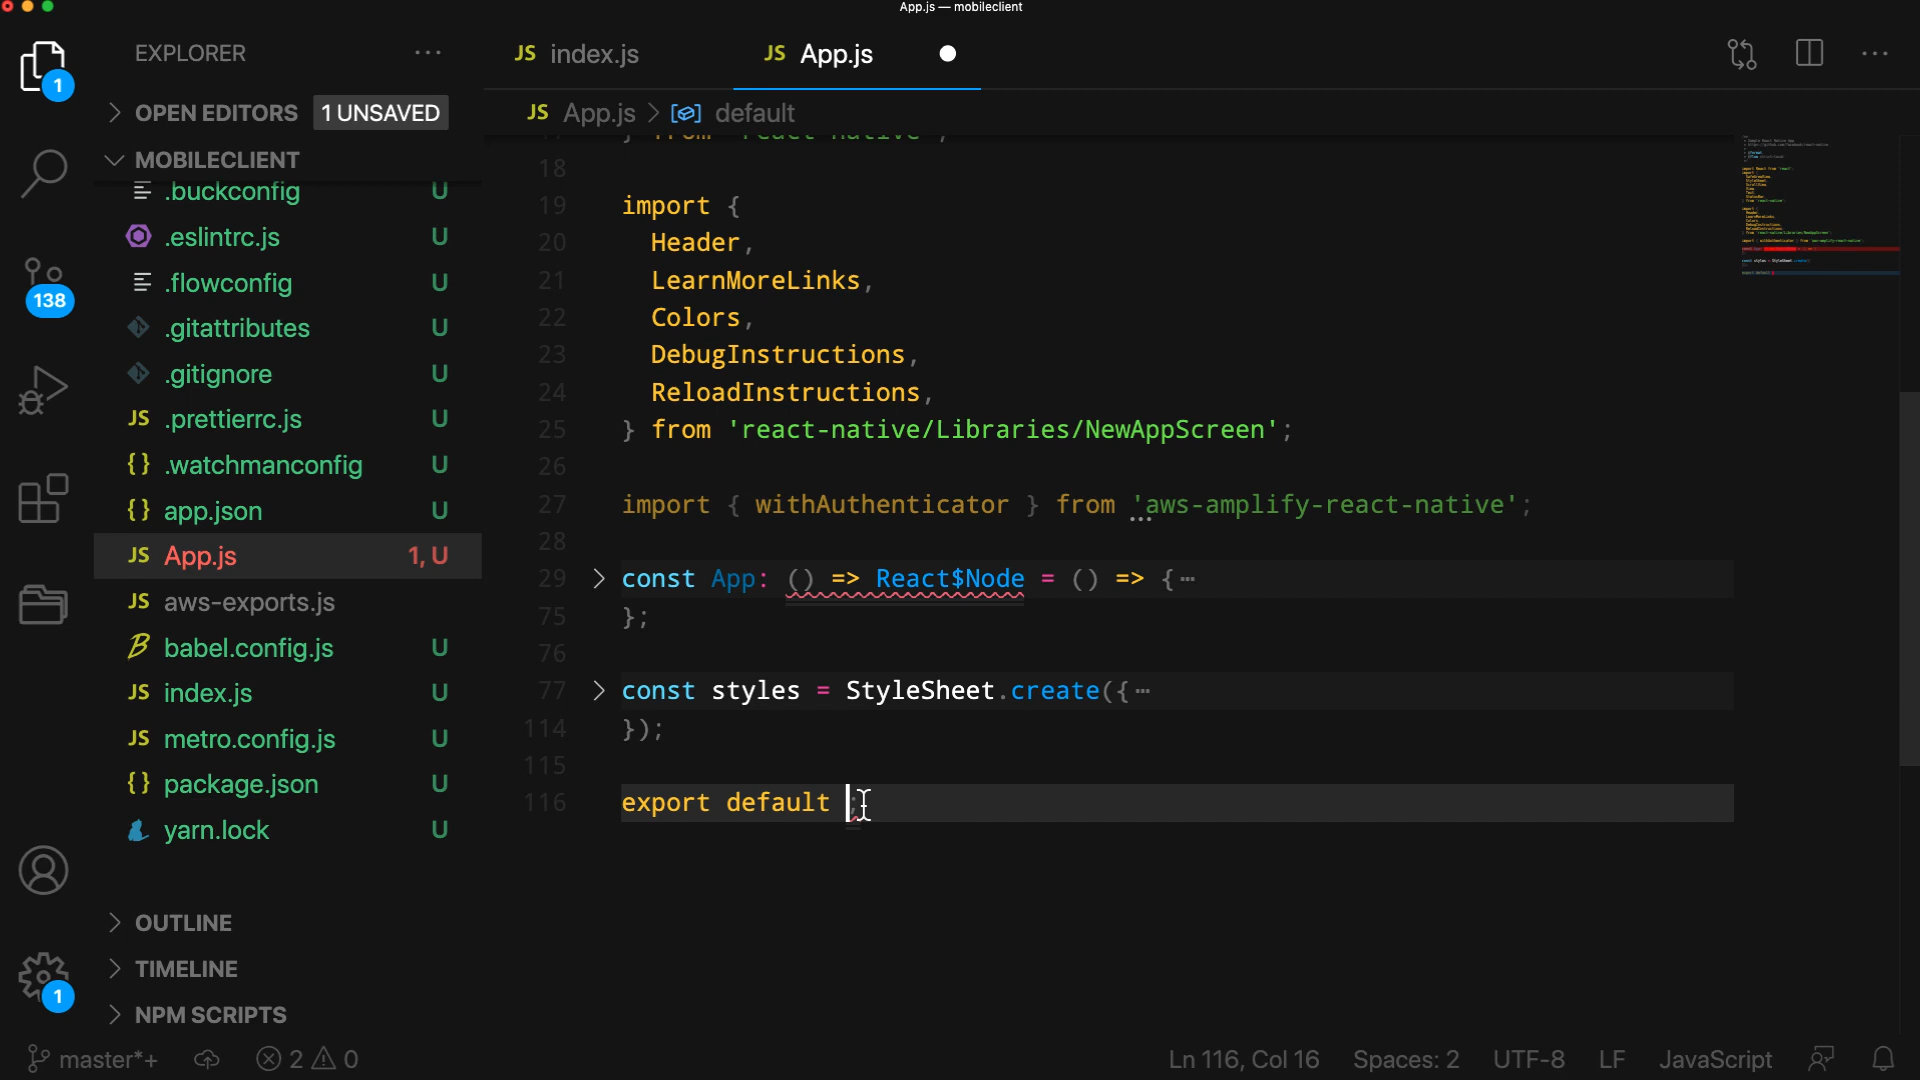 App.js — mobileclient
EXPLORER
JS index.js
JS App.js
1
OPEN EDITORS 1 UNSAVED
JS App.js > default
MOBILECLIENT
.buckconfig U
.eslintrc.js U
.flowconfig U
138
.gitattributes U
.gitignore U
JS .prettierrc.js U
{} .watchmanconfig U
{} app.json U
JS App.js 1, U
JS aws-exports.js
babel.config.js U
JS index.js U
JS metro.config.js U
{} package.json U
yarn.lock U
OUTLINE
TIMELINE
1
NPM SCRIPTS
} from 'react-native';
18
19 import {
20 Header,
21 LearnMoreLinks,
22 Colors,
23 DebugInstructions,
24 ReloadInstructions,
25 } from 'react-native/Libraries/NewAppScreen';
26
27 import { withAuthenticator } from 'aws-amplify-react-native';
28
29 const App: () => React$Node = () => {⋯
75 };
76
77 const styles = StyleSheet.create({⋯
114 });
115
116 export default ;
master*+ 2 0 Ln 116, Col 16 Spaces: 2 UTF-8 LF JavaScript